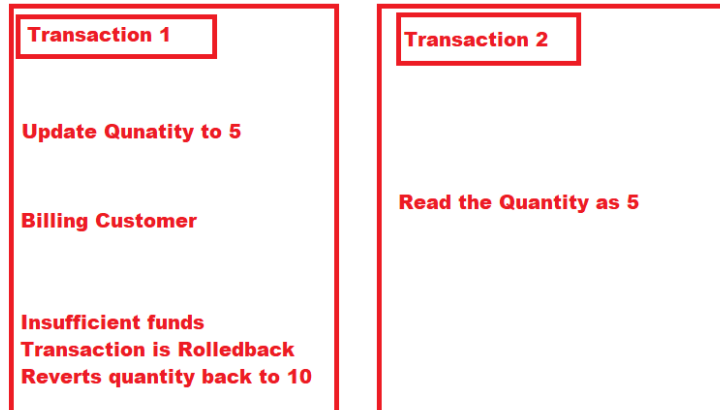 Transaction 1
Update Qunatity to 5
Billing Customer
Insufficient funds
Transaction is Rolledback
Reverts quantity back to 10
Transaction 2
Read the Quantity as 5